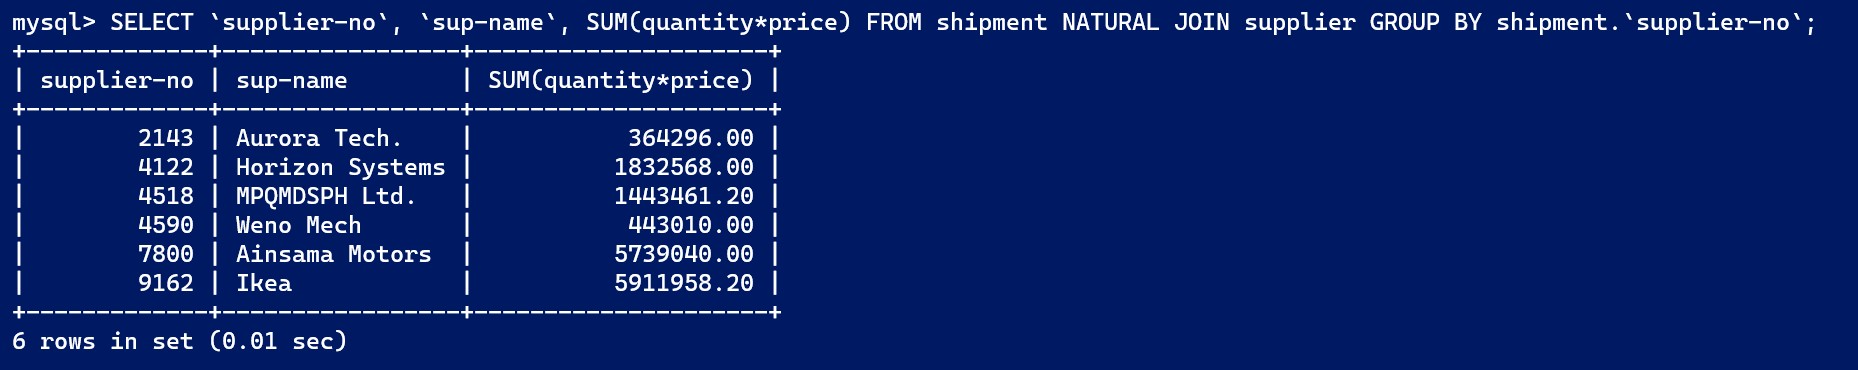 mysql> SELECT `supplier-no`, `sup-name`, SUM(quantity*price) FROM shipment NATURAL JOIN supplier GROUP BY shipment.`supplier-no`;
+-------------+-----------------+---------------------+
| supplier-no | sup-name        | SUM(quantity*price) |
+-------------+-----------------+---------------------+
|        2143 | Aurora Tech.    |           364296.00 |
|        4122 | Horizon Systems |          1832568.00 |
|        4518 | MPQMDSPH Ltd.   |          1443461.20 |
|        4590 | Weno Mech       |           443010.00 |
|        7800 | Ainsama Motors  |          5739040.00 |
|        9162 | Ikea            |          5911958.20 |
+-------------+-----------------+---------------------+
6 rows in set (0.01 sec)